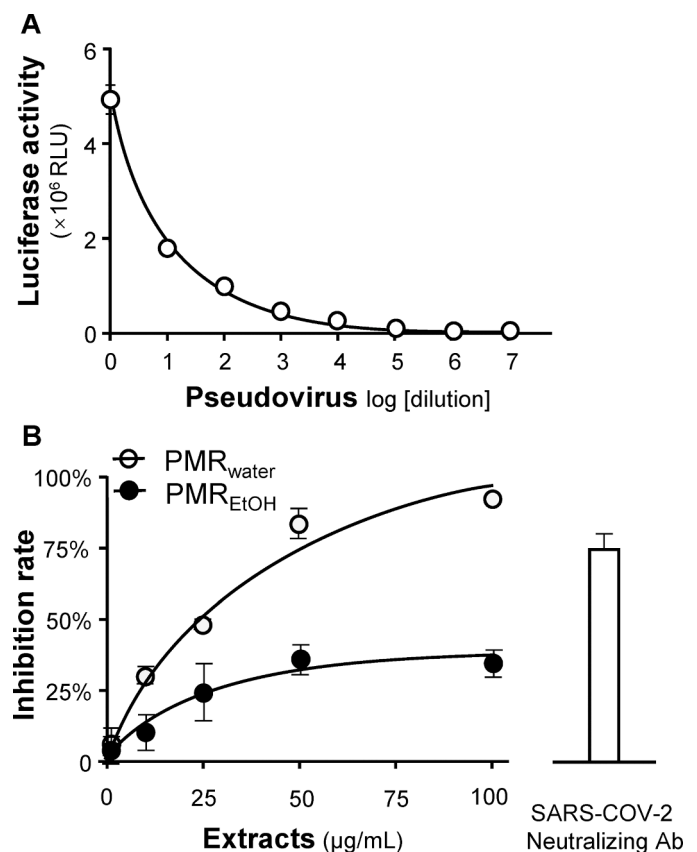 A
Luciferase activity
(×10⁶ RLU)
6
4
2
0
0 1 2 3 4 5 6 7
Pseudovirus log [dilution]
B
PMRwater
PMREtOH
Inhibition rate
100%
75%
50%
25%
0
0 25 50 75 100
Extracts (μg/mL)
SARS-COV-2
Neutralizing Ab